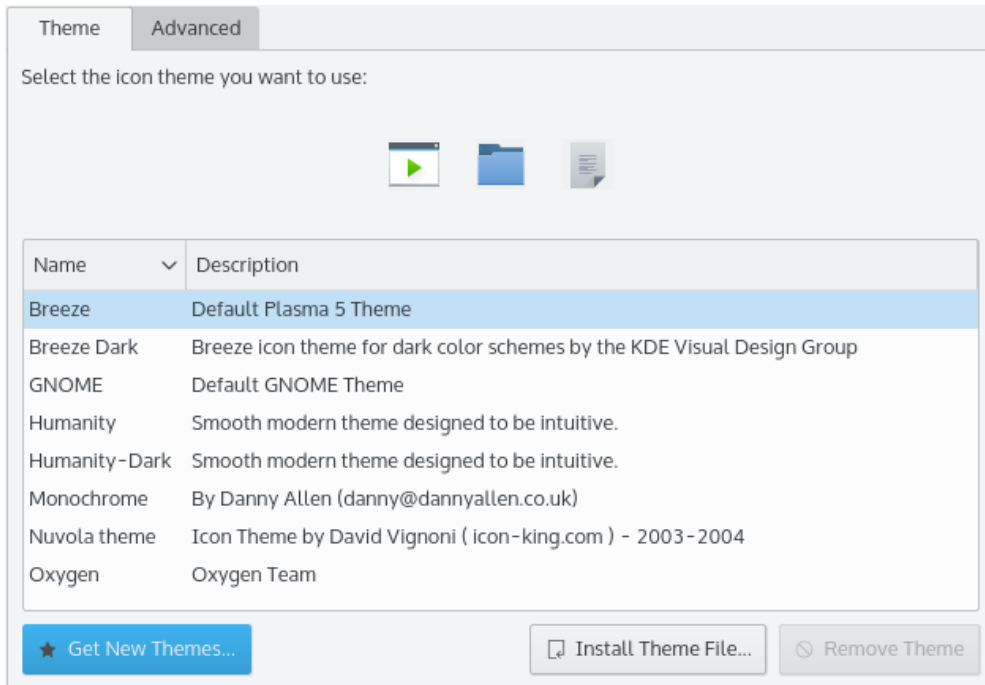 Theme Advanced
Select the icon theme you want to use:
Name Description
Breeze Default Plasma 5 Theme
Breeze Dark Breeze icon theme for dark color schemes by the KDE Visual Design Group
GNOME Default GNOME Theme
Humanity Smooth modern theme designed to be intuitive.
Humanity-Dark Smooth modern theme designed to be intuitive.
Monochrome By Danny Allen (danny@dannyallen.co.uk)
Nuvola theme Icon Theme by David Vignoni ( icon-king.com ) - 2003-2004
Oxygen Oxygen Team
Get New Themes... Install Theme File... Remove Theme